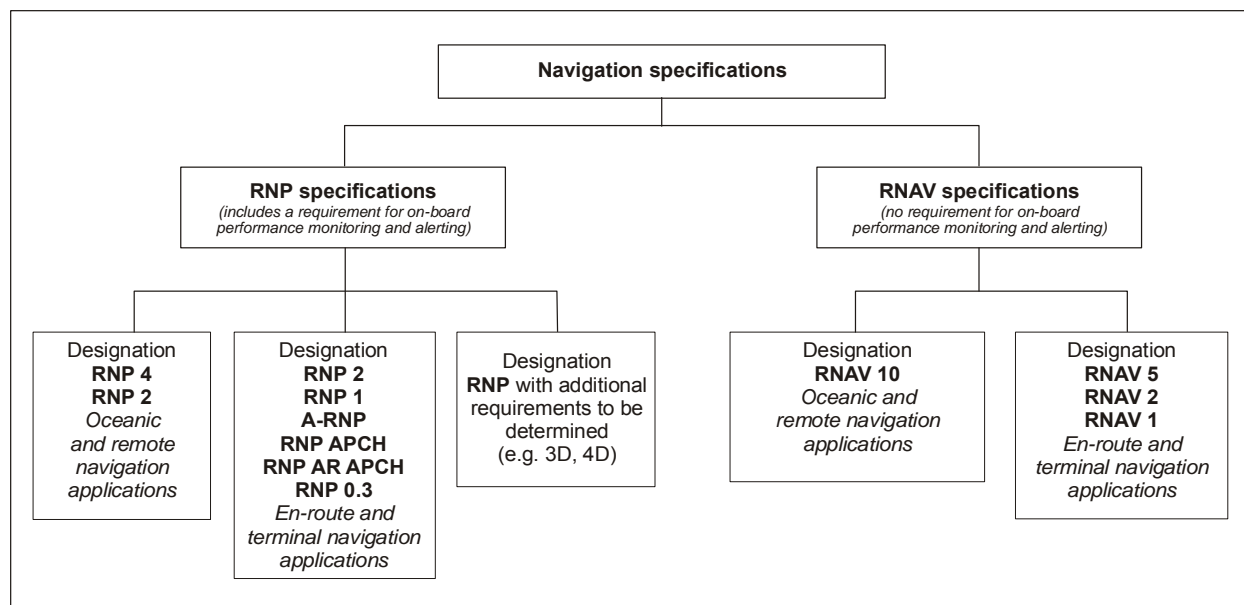 Navigation specifications
RNP specifications
(includes a requirement for on-board
performance monitoring and alerting)
RNAV specifications
(no requirement for on-board
performance monitoring and alerting)
Designation
RNP 4
RNP 2
Oceanic
and remote
navigation
applications
Designation
RNP 2
RNP 1
A-RNP
RNP APCH
RNP AR APCH
RNP 0.3
En-route and
terminal navigation
applications
Designation
RNP with additional
requirements to be
determined
(e.g. 3D, 4D)
Designation
RNAV 10
Oceanic and
remote navigation
applications
Designation
RNAV 5
RNAV 2
RNAV 1
En-route and
terminal navigation
applications